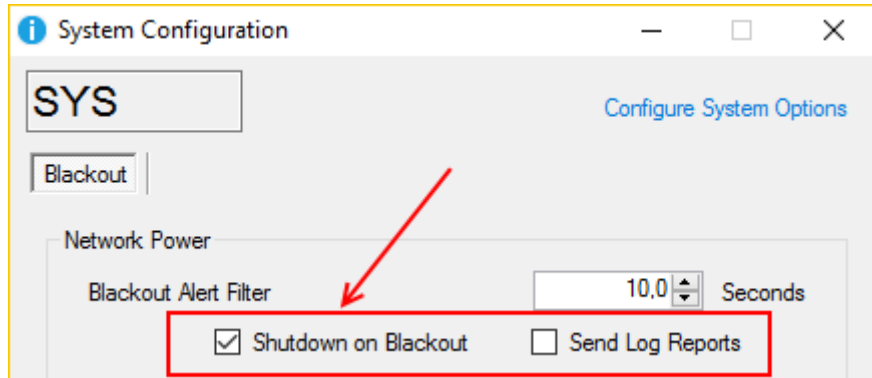 System Configuration
SYS
Configure System Options
Blackout
Network Power
Blackout Alert Filter 10,0 Seconds
Shutdown on Blackout Send Log Reports